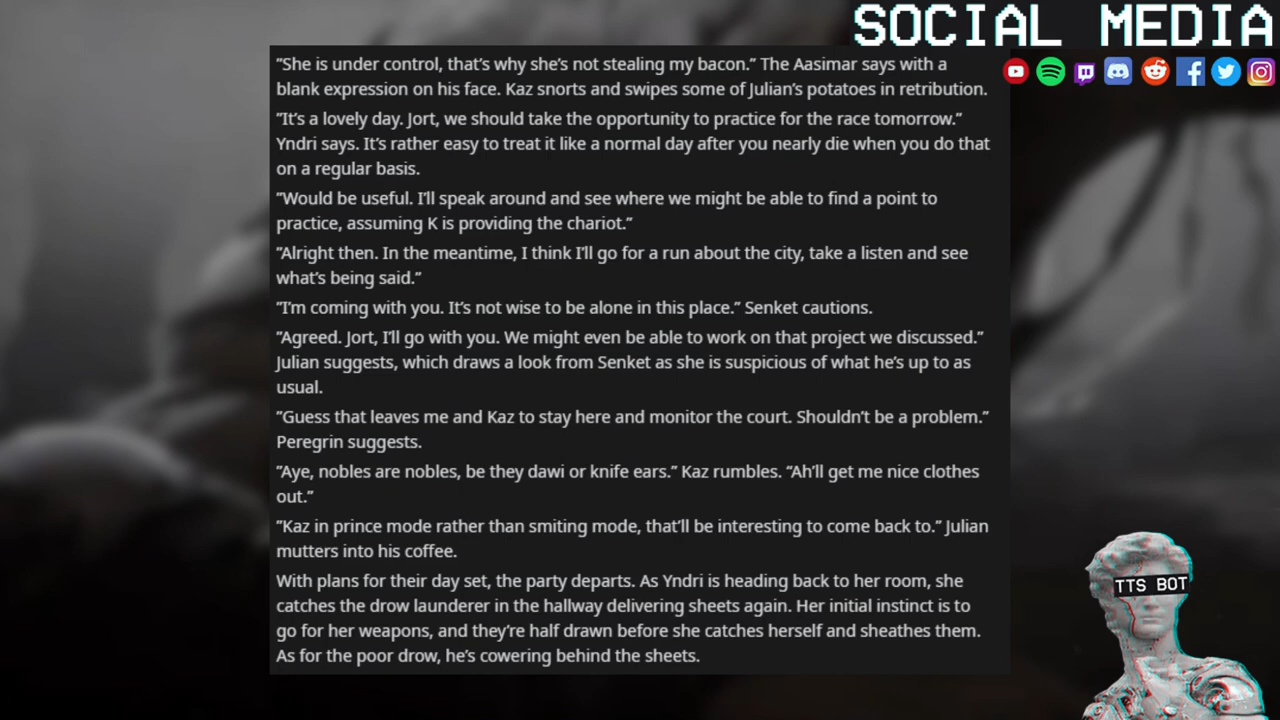 SOCIAL MEDIA
"She is under control, that's why she's not stealing my bacon." The Aasimar says with a
blank expression on his face. Kaz snorts and swipes some of Julian's potatoes in retribution.
"It's a lovely day. Jort, we should take the opportunity to practice for the race tomorrow."
Yndri says. It's rather easy to treat it like a normal day after you nearly die when you do that
on a regular basis.
"Would be useful. I'll speak around and see where we might be able to find a point to
practice, assuming K is providing the chariot."
"Alright then. In the meantime, I think I'll go for a run about the city, take a listen and see
what's being said."
"I'm coming with you. It's not wise to be alone in this place." Senket cautions.
"Agreed. Jort, I'll go with you. We might even be able to work on that project we discussed."
Julian suggests, which draws a look from Senket as she is suspicious of what he's up to as
usual.
"Guess that leaves me and Kaz to stay here and monitor the court. Shouldn't be a problem."
Peregrin suggests.
"Aye, nobles are nobles, be they dawi or knife ears." Kaz rumbles. "Ah'll get me nice clothes
out."
"Kaz in prince mode rather than smiting mode, that'll be interesting to come back to." Julian
mutters into his coffee.
With plans for their day set, the party departs. As Yndri is heading back to her room, she
catches the drow launderer in the hallway delivering sheets again. Her initial instinct is to
go for her weapons, and they're half drawn before she catches herself and sheathes them.
As for the poor drow, he's cowering behind the sheets.
TTS BOT